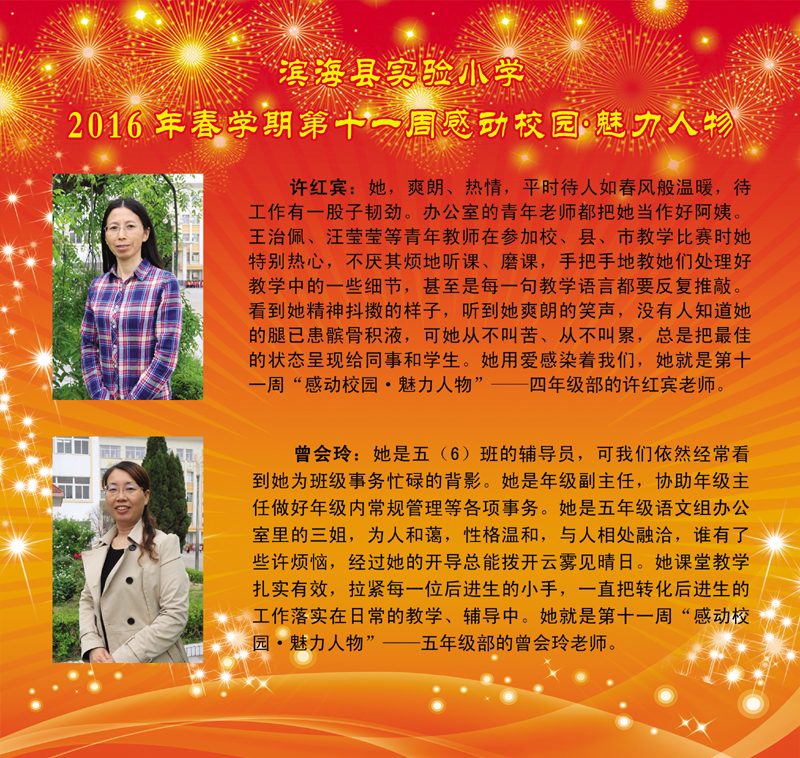 滨海县实验小学
2016年春学期第十一周感动校园·魅力人物
许红宾：她，爽朗、热情，平时待人如春风般温暖，待
工作有一股子韧劲。办公室的青年老师都把她当作好阿姨。
王治佩、汪莹莹等青年教师在参加校、县、市教学比赛时她
特别热心，不厌其烦地听课、磨课，手把手地教她们处理好
教学中的一些细节，甚至是每一句教学语言都要反复推敲。
看到她精神抖擞的样子，听到她爽朗的笑声，没有人知道她
的腿已患髌骨积液，可她从不叫苦、从不叫累，总是把最佳
的状态呈现给同事和学生。她用爱感染着我们，她就是第十
一周“感动校园·魅力人物”——四年级部的许红宾老师。
曾会玲：她是五（6）班的辅导员，可我们依然经常看
到她为班级事务忙碌的背影。她是年级副主任，协助年级主
任做好年级内常规管理等各项事务。她是五年级语文组办公
室里的三姐，为人和蔼，性格温和，与人相处融洽，谁有了
些许烦恼，经过她的开导总能拨开云雾见晴日。她课堂教学
扎实有效，拉紧每一位后进生的小手，一直把转化后进生的
工作落实在日常的教学、辅导中。她就是第十一周“感动校
园·魅力人物”——五年级部的曾会玲老师。